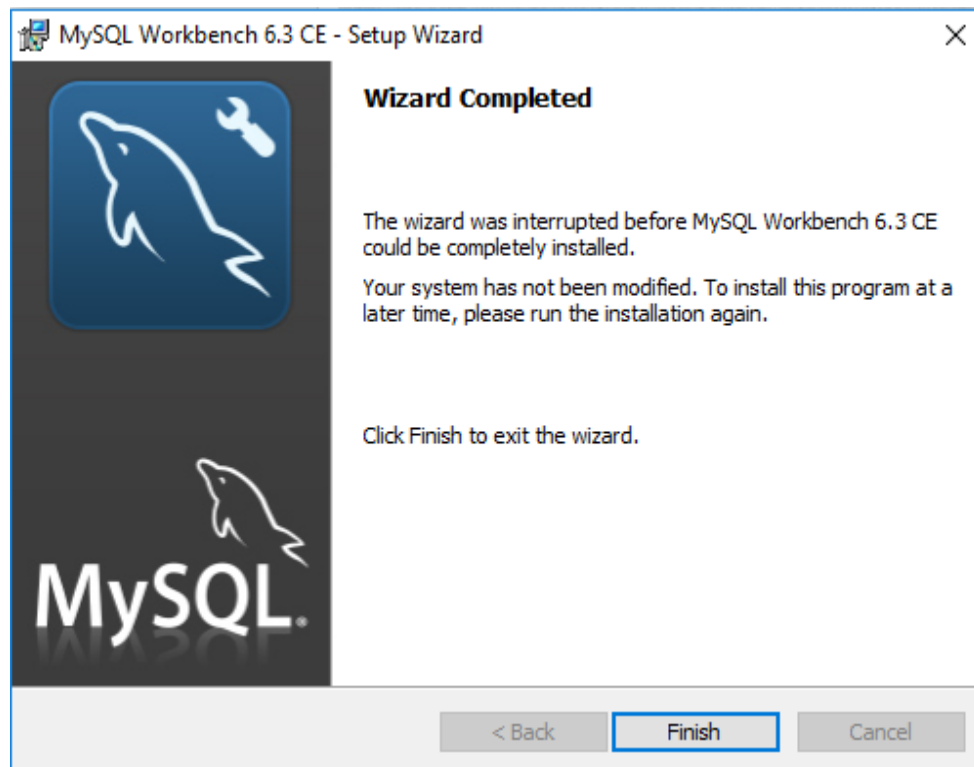 MySQL Workbench 6.3 CE - Setup Wizard
Wizard Completed
The wizard was interrupted before MySQL Workbench 6.3 CE
could be completely installed.
Your system has not been modified. To install this program at a
later time, please run the installation again.
Click Finish to exit the wizard.
MySQL®
< Back
Finish
Cancel